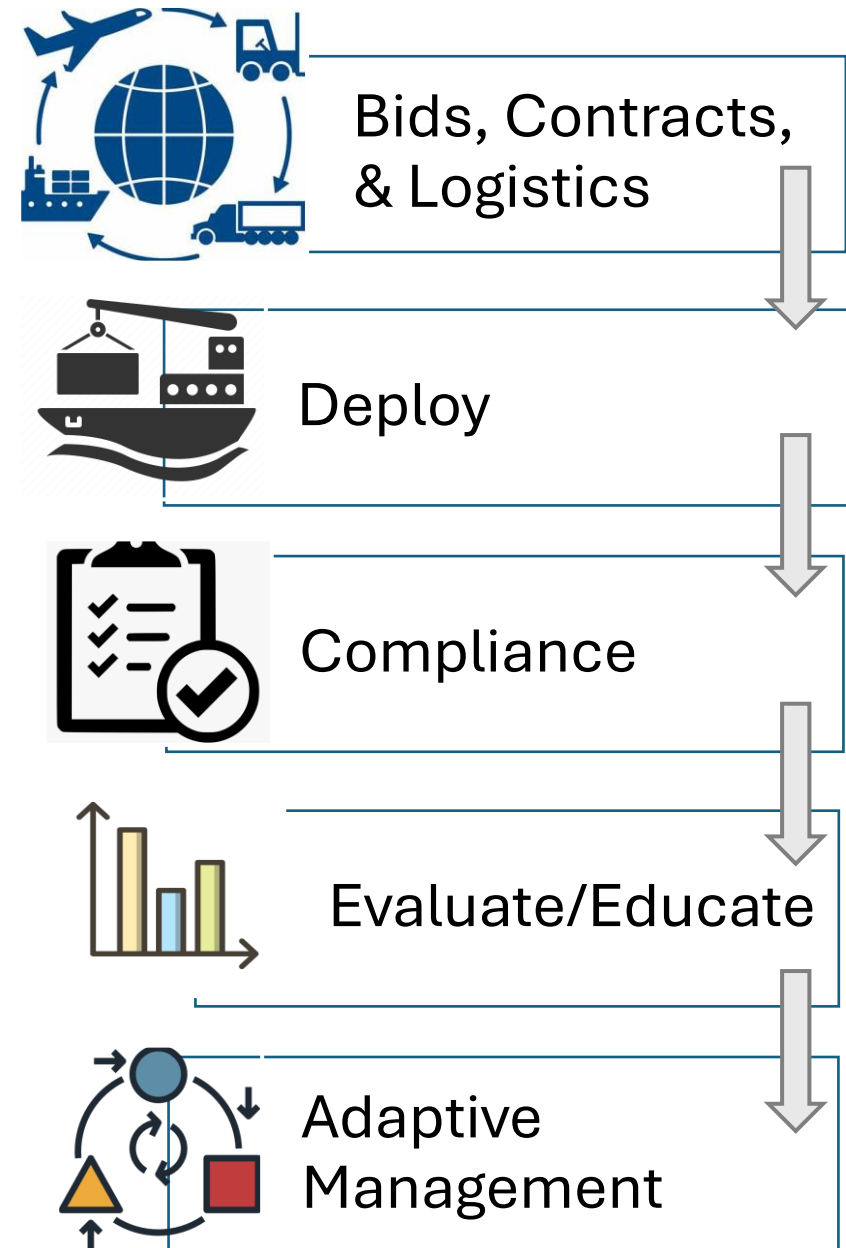 Bids, Contracts,
& Logistics
Deploy
Compliance
Evaluate/Educate
Adaptive
Management